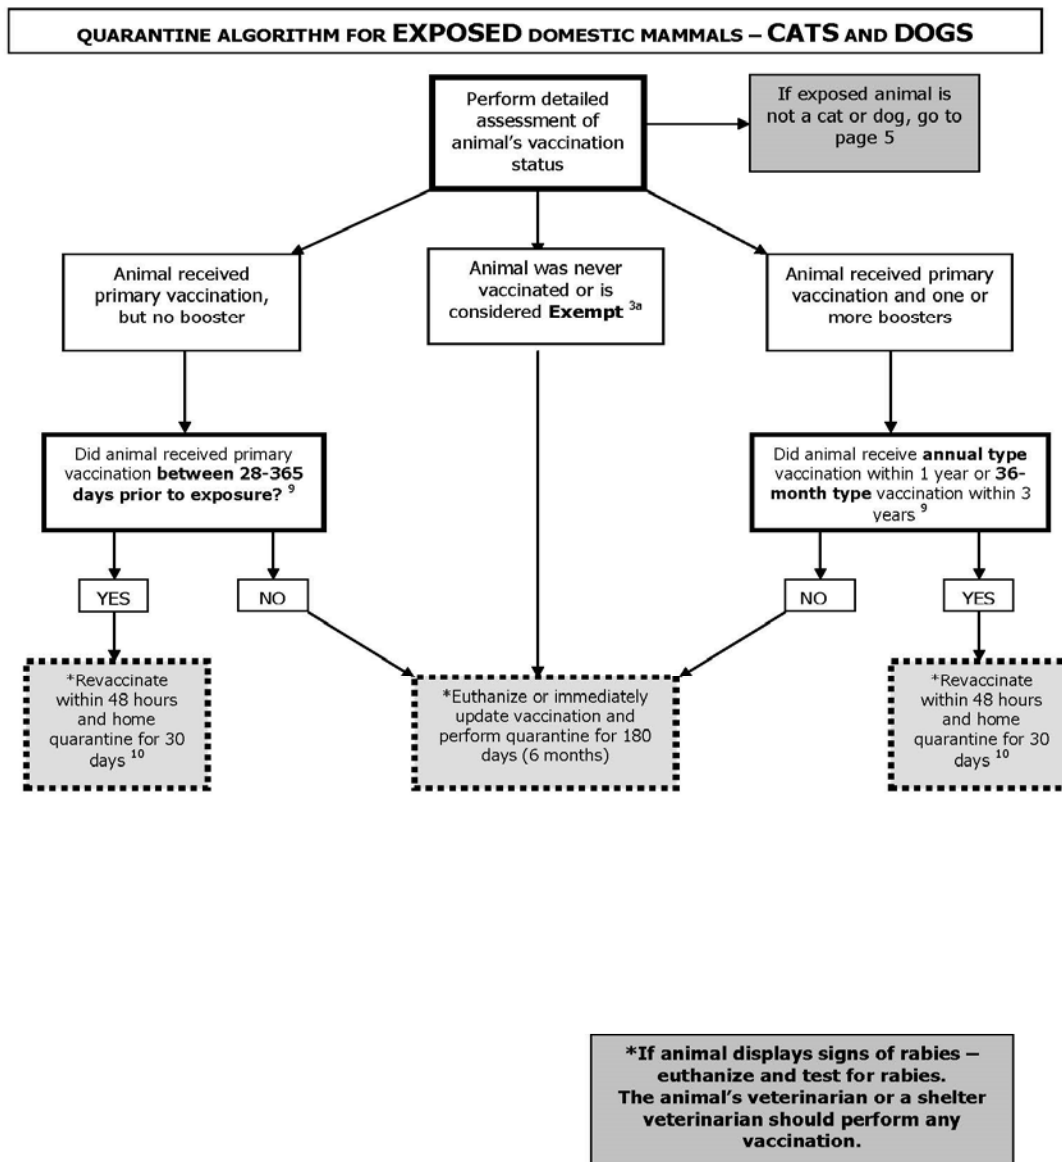 QUARANTINE ALGORITHM FOR EXPOSED DOMESTIC MAMMALS – CATS AND DOGS
Perform detailed
assessment of
animal's vaccination
status
If exposed animal is
not a cat or dog, go to
page 5
Animal received
primary vaccination,
but no booster
Animal was never
vaccinated or is
considered Exempt 3a
Animal received primary
vaccination and one or
more boosters
Did animal received primary
vaccination between 28-365
days prior to exposure? 9
Did animal receive annual type
vaccination within 1 year or 36-
month type vaccination within 3
years 9
YES
NO
NO
YES
*Revaccinate
within 48 hours
and home
quarantine for 30
days 10
*Euthanize or immediately
update vaccination and
perform quarantine for 180
days (6 months)
*Revaccinate
within 48 hours
and home
quarantine for 30
days 10
*If animal displays signs of rabies –
euthanize and test for rabies.
The animal's veterinarian or a shelter
veterinarian should perform any
vaccination.